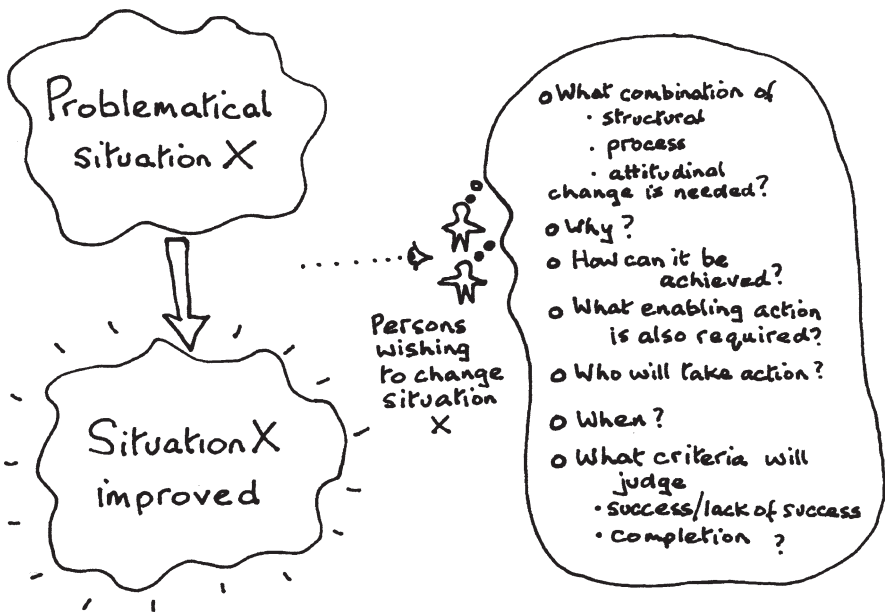 Problematical
situation X
Situation X
improved
Persons
wishing
to change
situation
X
What combination of
• structural
• process
• attitudinal
change is needed?
Why?
How can it be
achieved?
What enabling action
is also required?
Who will take action?
When?
What criteria will
judge
• success/lack of success
• completion ?